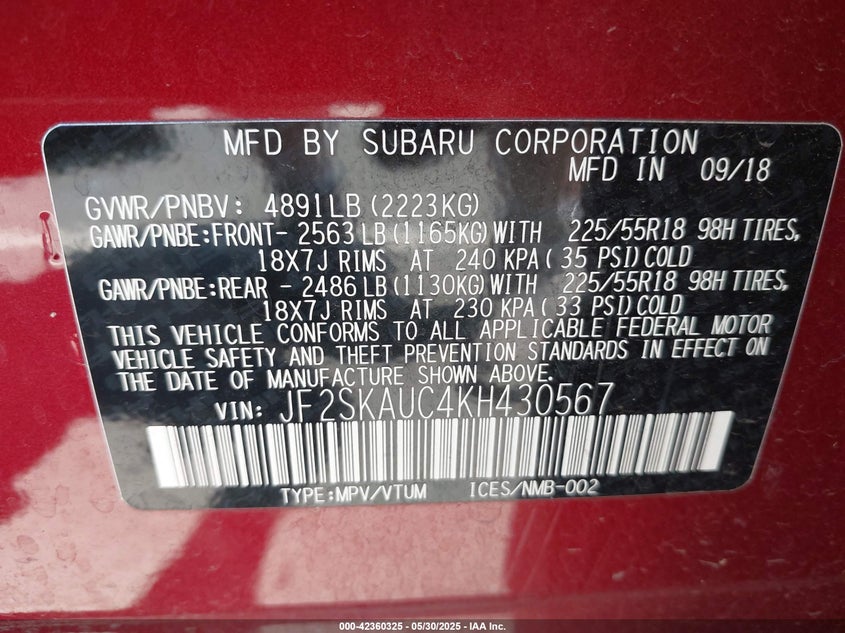 MFD BY SUBARU CORPORATION
MFD IN 09/18
GVWR/PNBV: 4891LB(2223KG)
GAWR/PNBE:FRONT- 2563LB(1165KG)WITH 225/55R18 98H TIRES,
18X7J RIMS AT 240 KPA(35 PSI)COLD
GAWR/PNBE:REAR - 2486LB(1130KG)WITH 225/55R18 98H TIRES,
18X7J RIMS AT 230 KPA(33 PSI)COLD
THIS VEHICLE CONFORMS TO ALL APPLICABLE FEDERAL MOTOR
VEHICLE SAFETY AND THEFT PREVENTION STANDARDS IN EFFECT ON
THE DATE OF MANUFACTURE SHOWN ABOVE.
VIN: JF2SKAUC4KH430567
TYPE:MPV/VTUM ICES/NMB-002
000-42360325 - 05/30/2025 - IAA Inc.